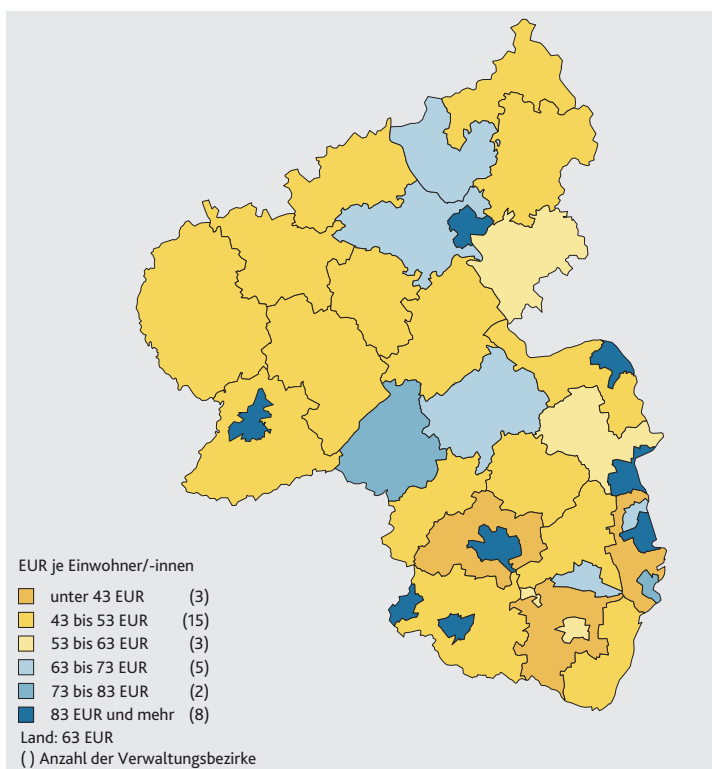 EUR je Einwohner/-innen
unter 43 EUR (3)
43 bis 53 EUR (15)
53 bis 63 EUR (3)
63 bis 73 EUR (5)
73 bis 83 EUR (2)
83 EUR und mehr (8)
Land: 63 EUR
( ) Anzahl der Verwaltungsbezirke